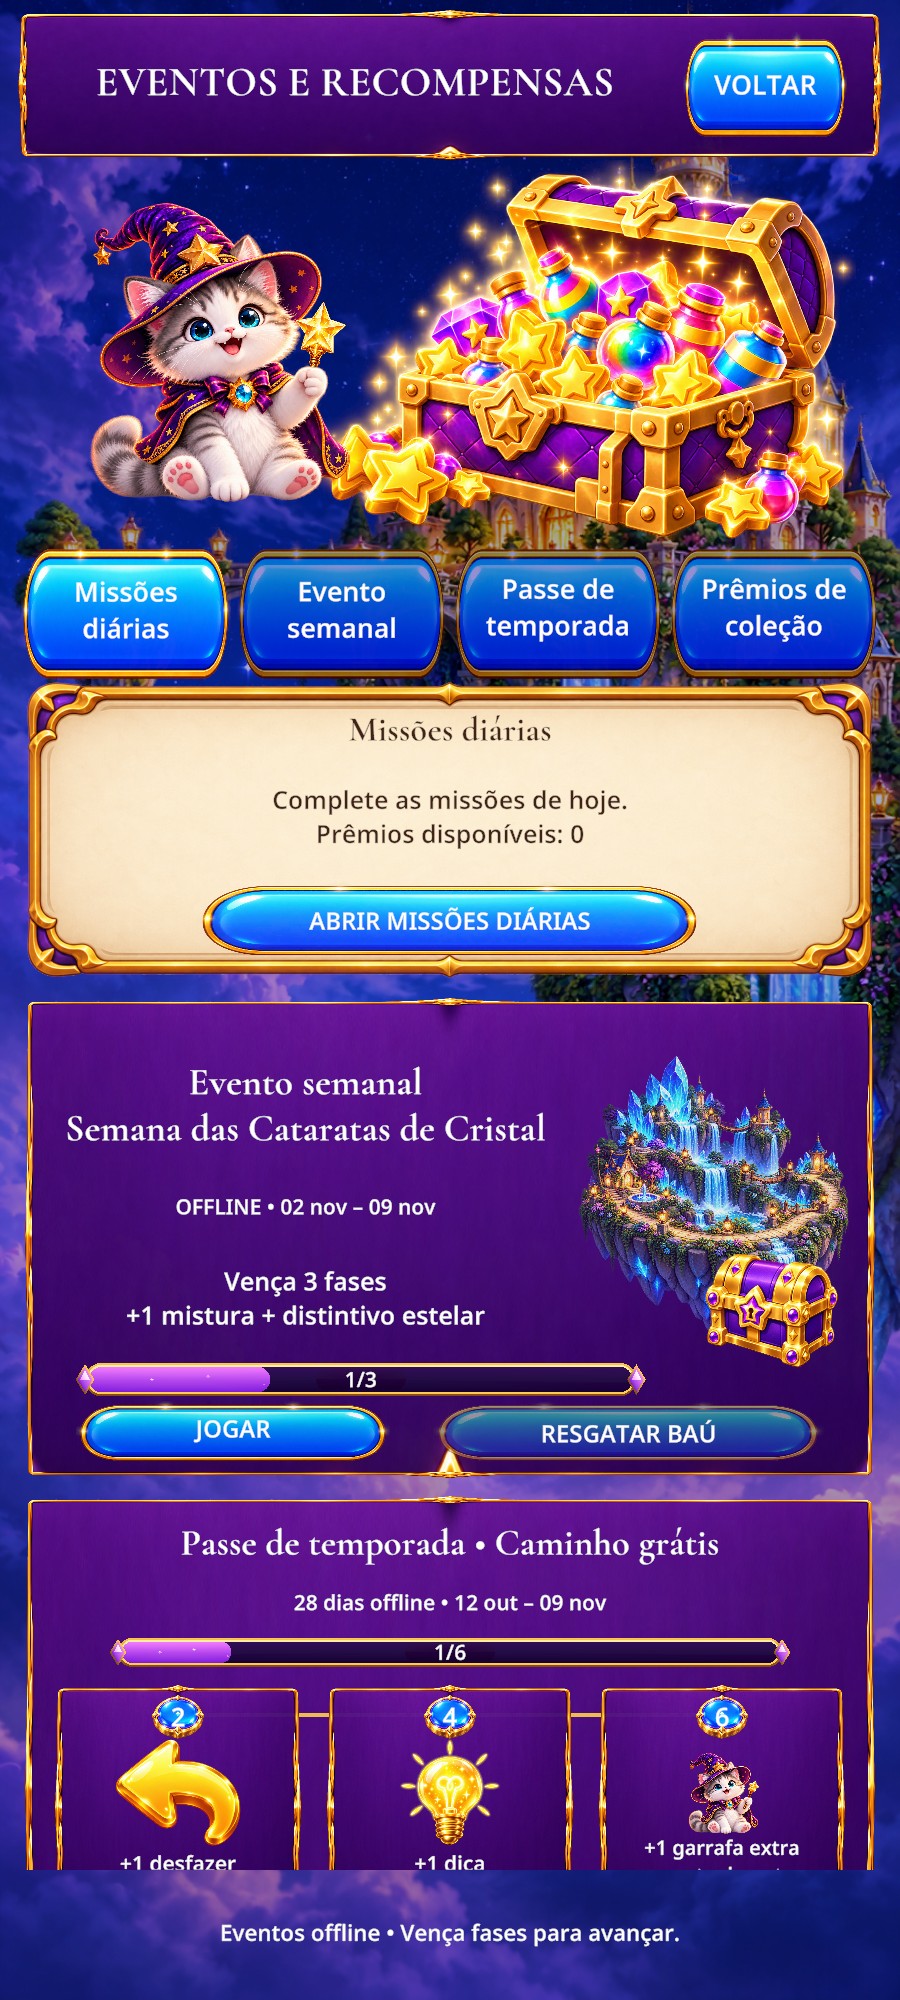 EVENTOS E RECOMPENSAS
VOLTAR
Missões
diárias
Evento
semanal
Passe de
temporada
Prêmios de
coleção
Missões diárias
Complete as missões de hoje.
Prêmios disponíveis: 0
ABRIR MISSÕES DIÁRIAS
Evento semanal
Semana das Cataratas de Cristal
OFFLINE • 02 nov – 09 nov
Vença 3 fases
+1 mistura + distintivo estelar
1/3
JOGAR
RESGATAR BAÚ
Passe de temporada • Caminho grátis
28 dias offline • 12 out – 09 nov
1/6
2
4
6
+1 desfazer
+1 dica
+1 garrafa extra
Eventos offline • Vença fases para avançar.